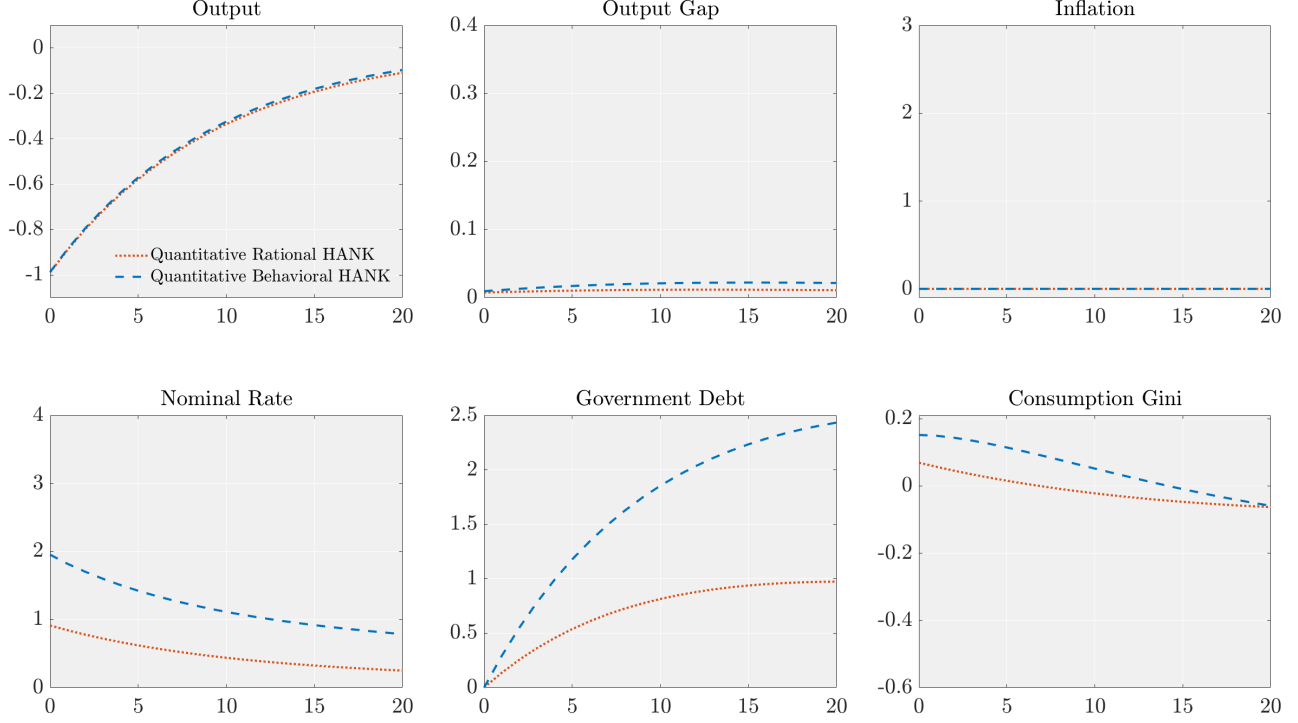 Output
0
-0.2
-0.4
-0.6
-0.8
-1
Quantitative Rational HANK
Quantitative Behavioral HANK
0 5 10 15 20
Output Gap
0.4
0.3
0.2
0.1
0
0 5 10 15 20
Inflation
3
2
1
0
0 5 10 15 20
Nominal Rate
4
3
2
1
0
0 5 10 15 20
Government Debt
2.5
2
1.5
1
0.5
0
0 5 10 15 20
Consumption Gini
0.2
0
-0.2
-0.4
-0.6
0 5 10 15 20